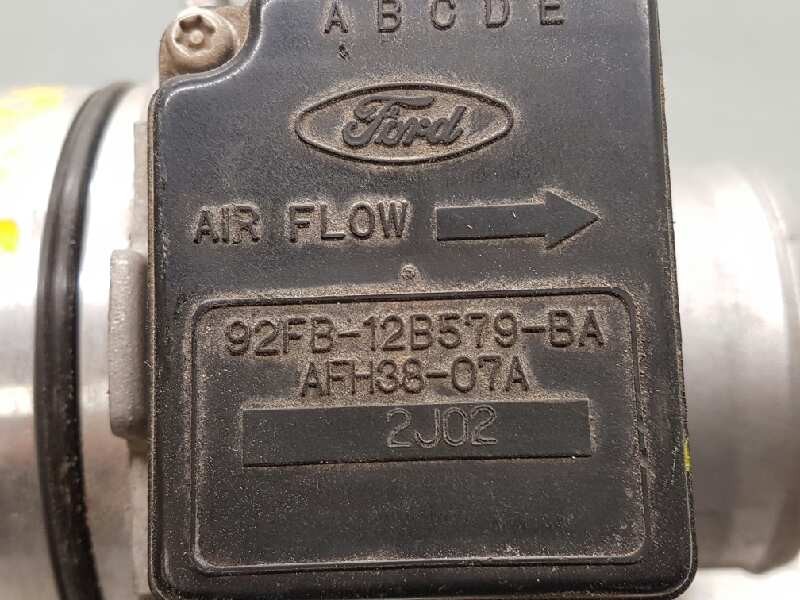 A B C D E
Ford
AIR FLOW
92FB-12B579-BA
AFH38-07A
2J02